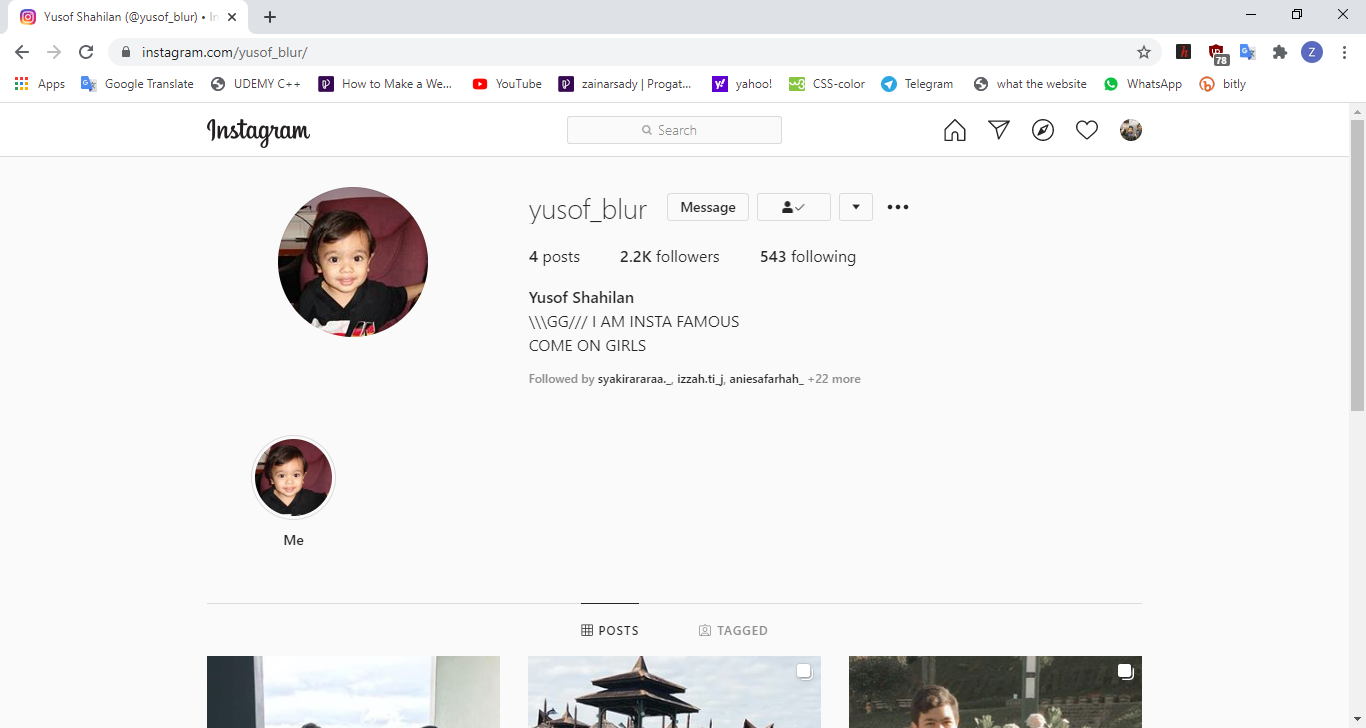 Yusof Shahilan (@yusof_blur) • In
instagram.com/yusof_blur/
h
78
Z
Apps
Google Translate
UDEMY C++
How to Make a We...
YouTube
zainarsady | Progat...
yahoo!
CSS-color
Telegram
what the website
WhatsApp
bitly
Instagram
Search
yusof_blur
Message
4 posts 2.2K followers 543 following
Yusof Shahilan
\\\GG/// I AM INSTA FAMOUS
COME ON GIRLS
Followed by syakirararaa._, izzah.ti_j, aniesafarhah_ +22 more
Me
POSTS TAGGED